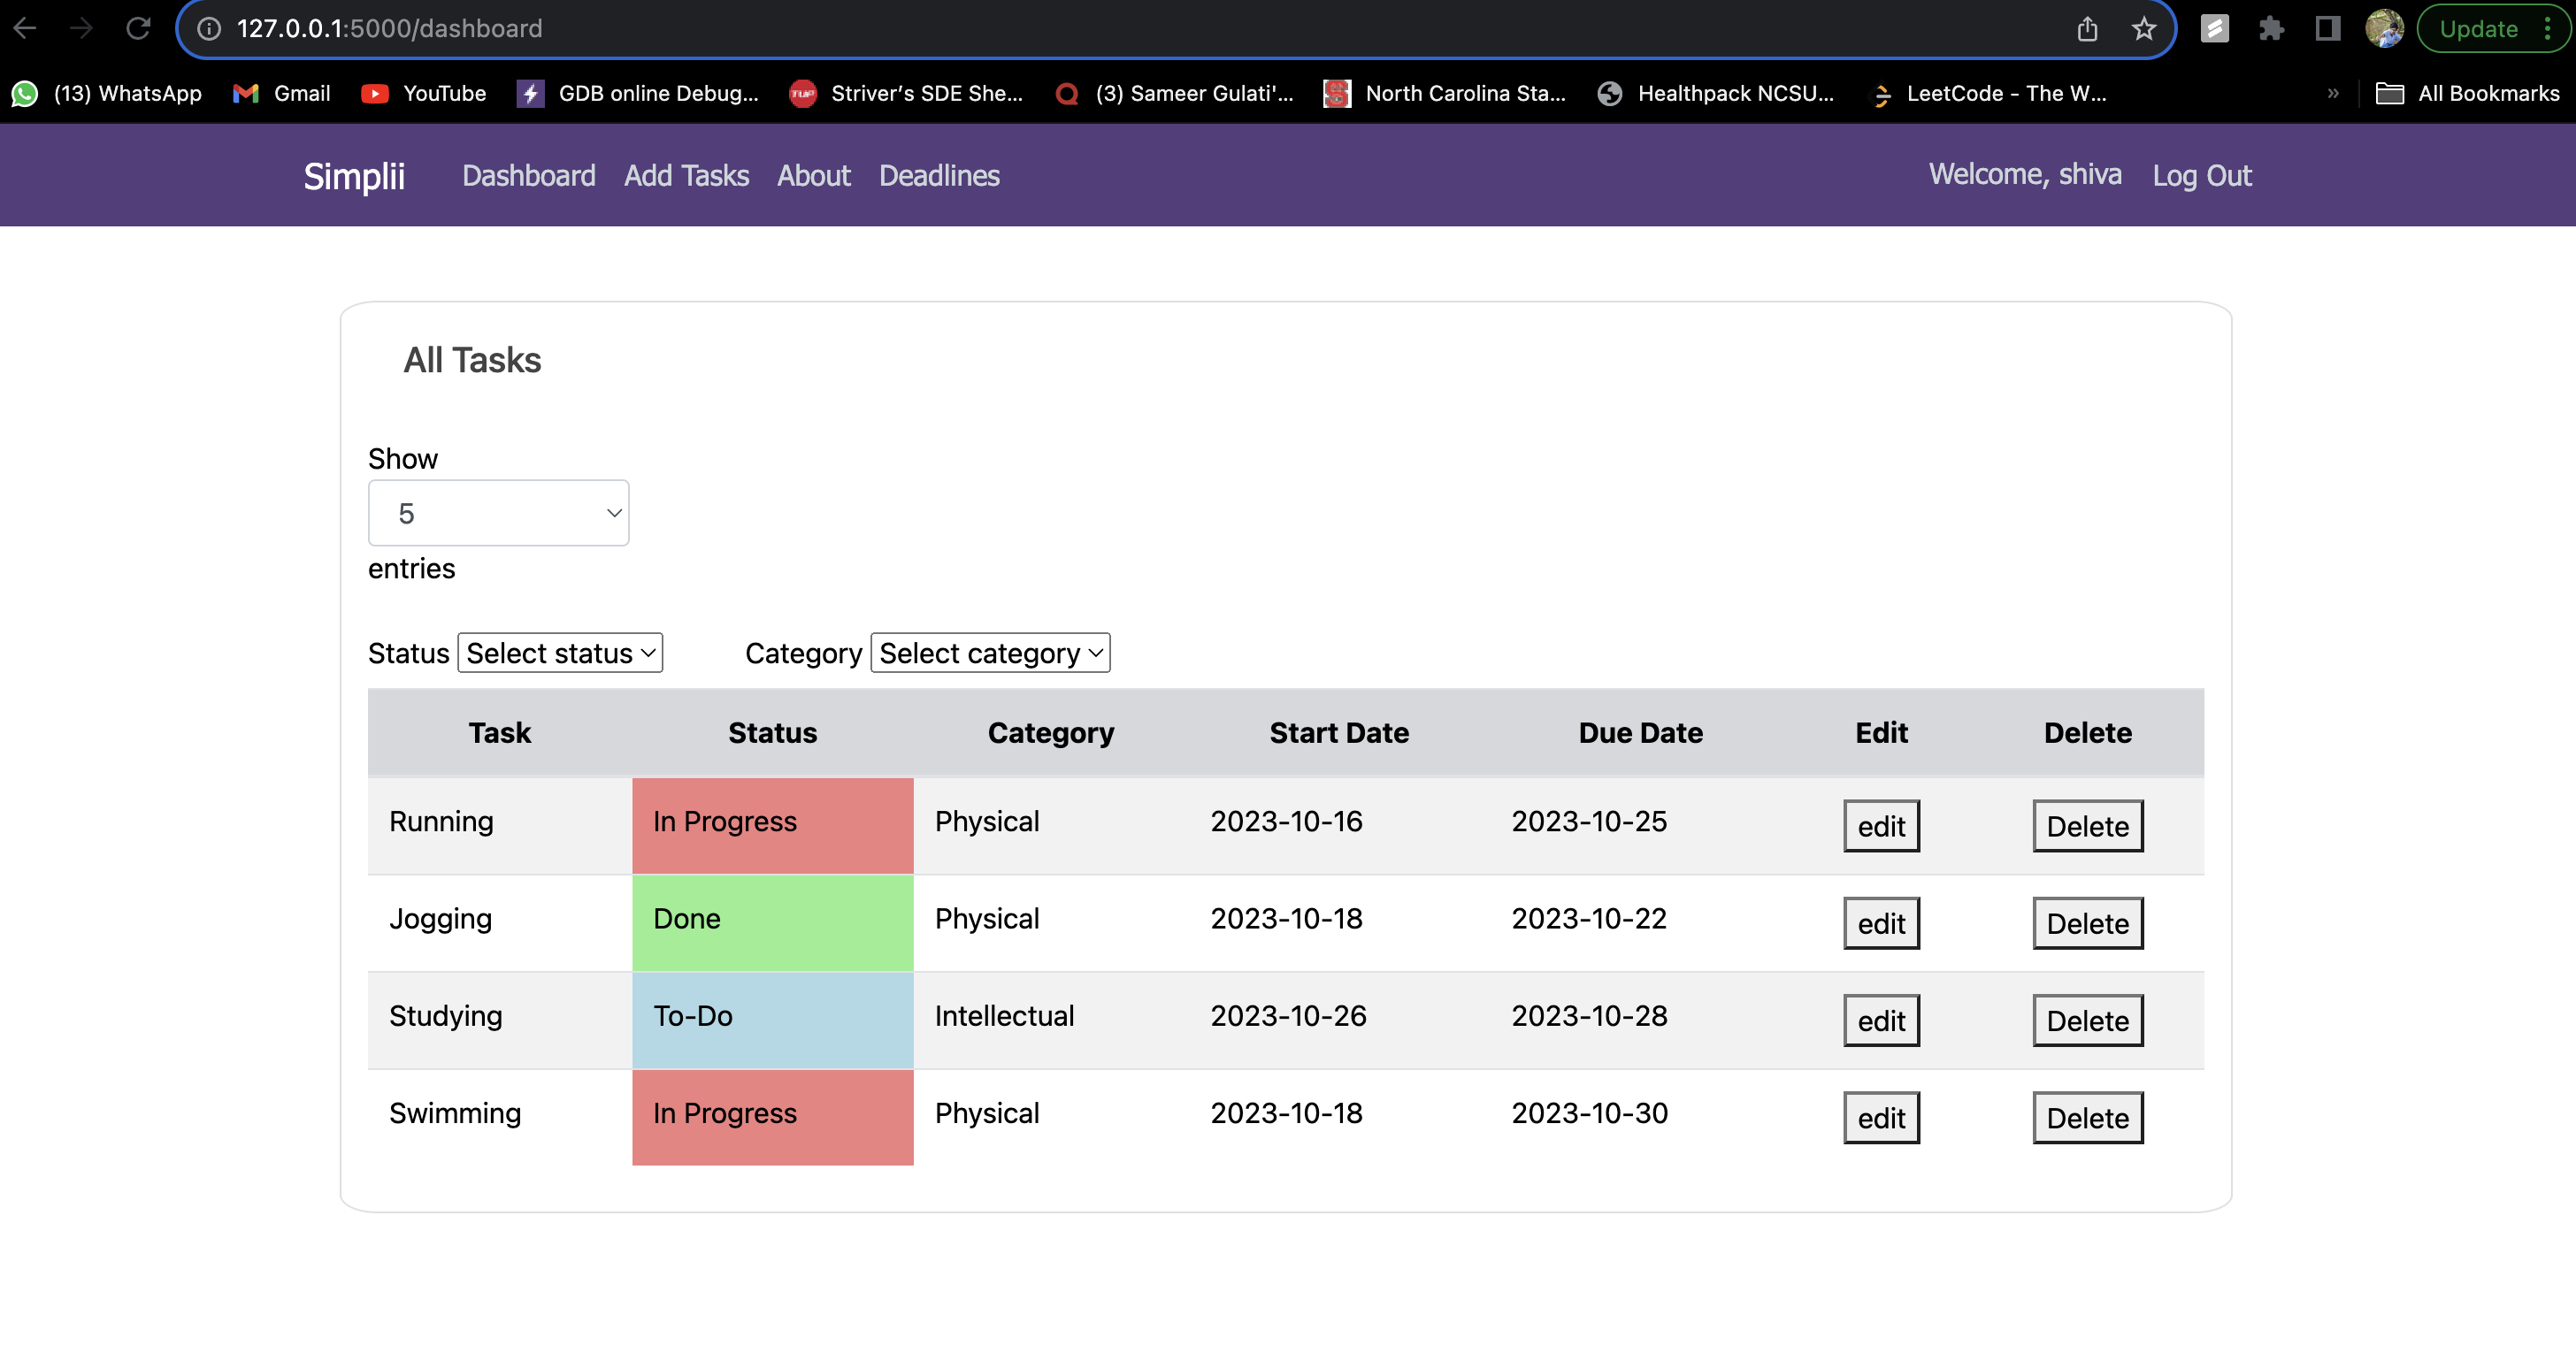 127.0.0.1:5000/dashboard
Update
(13) WhatsApp Gmail YouTube GDB online Debug... Striver’s SDE She... (3) Sameer Gulati'... North Carolina Sta... Healthpack NCSU... LeetCode - The W... » All Bookmarks
Simplii Dashboard Add Tasks About Deadlines Welcome, shiva Log Out
All Tasks
Show
5
entries
Status Select status Category Select category
Task Status Category Start Date Due Date Edit Delete
Running In Progress Physical 2023-10-16 2023-10-25 edit Delete
Jogging Done Physical 2023-10-18 2023-10-22 edit Delete
Studying To-Do Intellectual 2023-10-26 2023-10-28 edit Delete
Swimming In Progress Physical 2023-10-18 2023-10-30 edit Delete